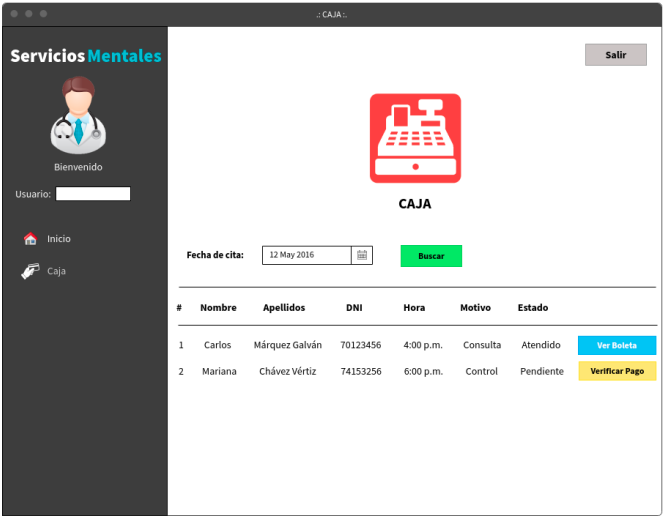 .: CAJA :.
Servicios Mentales
Bienvenido
Usuario:
Inicio
Caja
Salir
CAJA
Fecha de cita: 12 May 2016 Buscar
# Nombre Apellidos DNI Hora Motivo Estado
1 Carlos Márquez Galván 70123456 4:00 p.m. Consulta Atendido Ver Boleta
2 Mariana Chávez Vértiz 74153256 6:00 p.m. Control Pendiente Verificar Pago